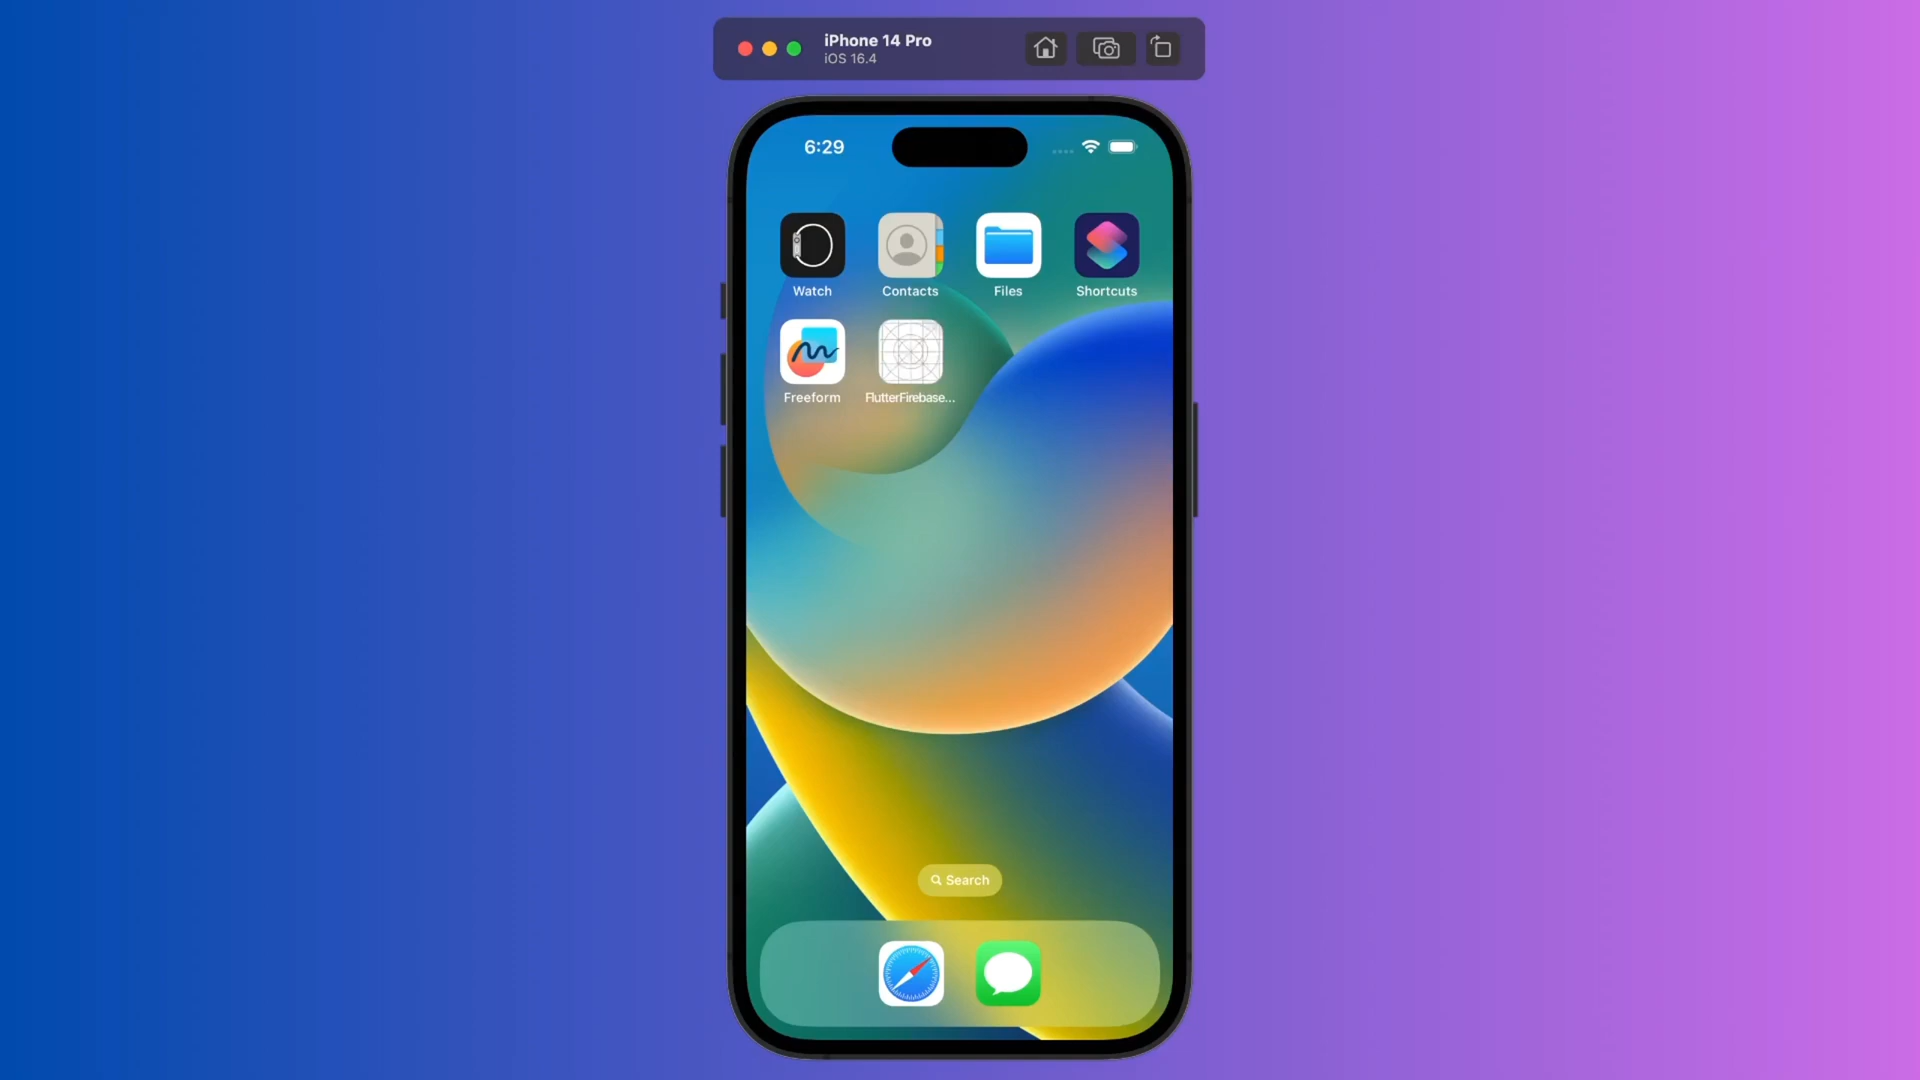 iPhone 14 Pro
iOS 16.4
6:29
Watch
Contacts
Files
Shortcuts
Freeform
FlutterFirebase...
Search